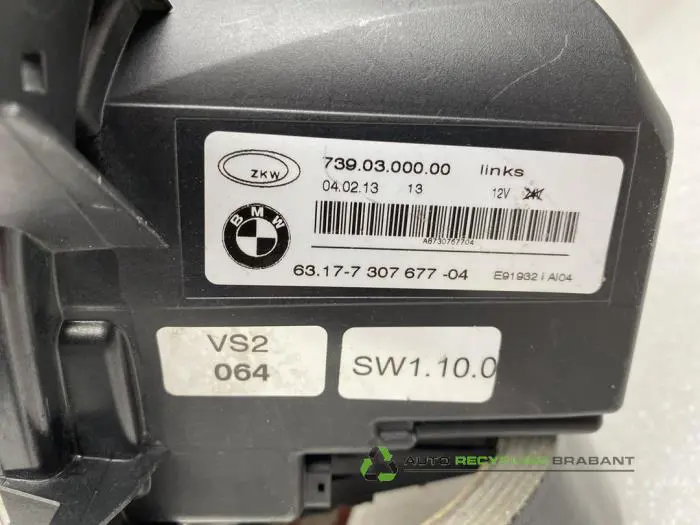 ZKW 739.03.000.00 links
04.02.13 13 12V
A8730767704
BMW
63.17-7 307 677 -04 E91932 i AI04
VS2
064
SW1.10.0
AUTO RECYCLING BRABANT